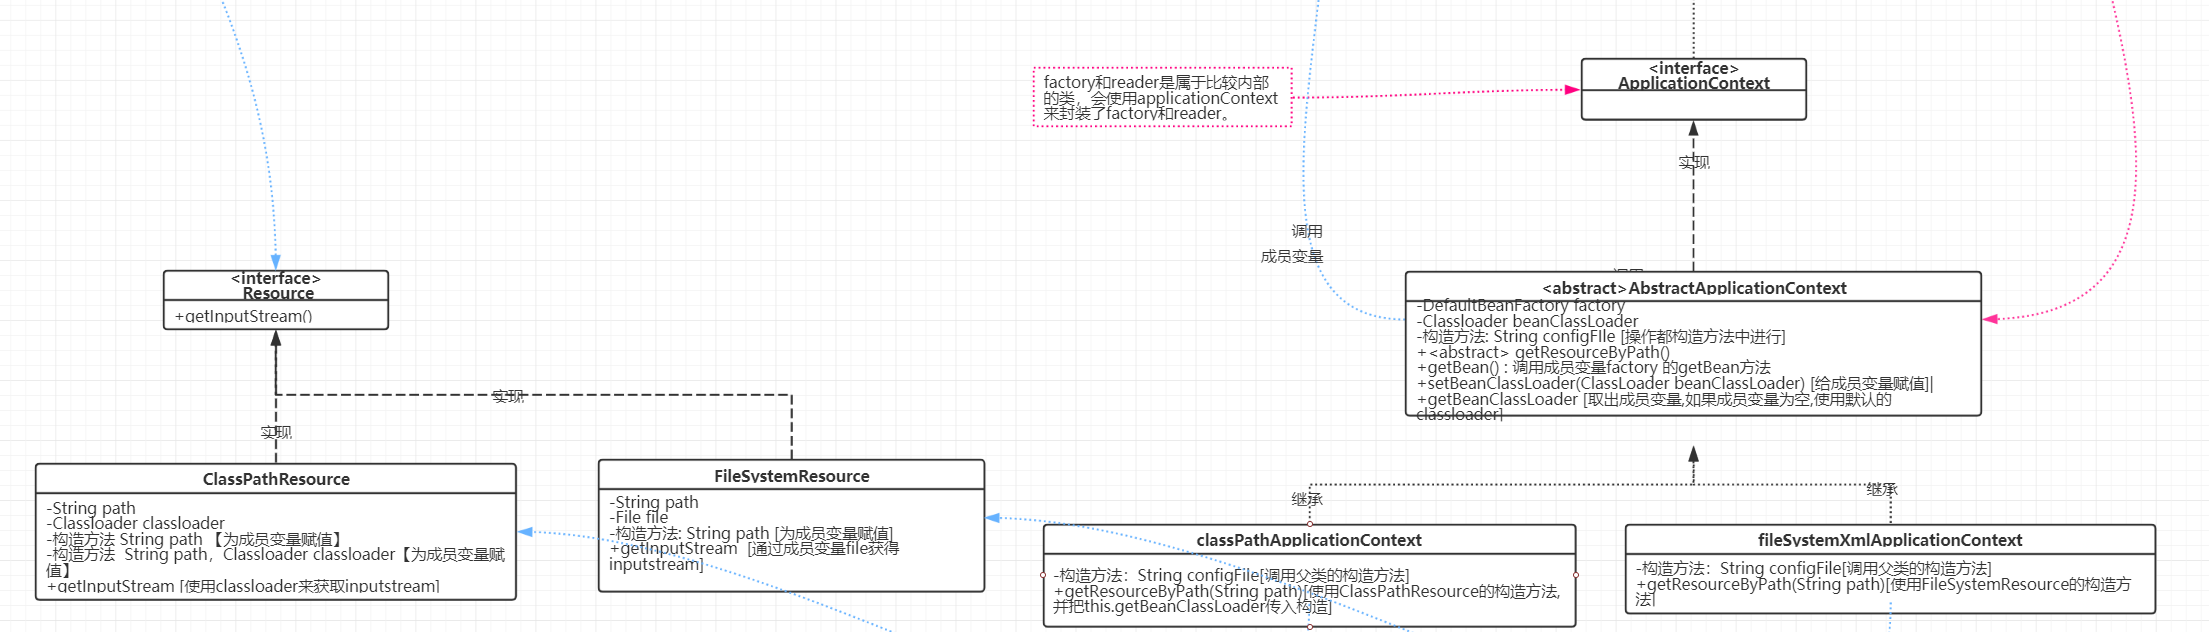 factory和reader是属于比较内部
的类，会使用applicationContext
来封装了factory和reader。
<interface>
ApplicationContext
实现
调用
成员变量
<interface>
Resource
+getInputStream()
调用
<abstract>AbstractApplicationContext
-DefaultBeanFactory factory
-Classloader beanClassLoader
-构造方法: String configFIle [操作都构造方法中进行]
+<abstract> getResourceByPath()
+getBean() : 调用成员变量factory 的getBean方法
+setBeanClassLoader(ClassLoader beanClassLoader) [给成员变量赋值]|
+getBeanClassLoader [取出成员变量,如果成员变量为空,使用默认的
classloader]
实现
实现
ClassPathResource
-String path
-Classloader classloader
-构造方法 String path 【为成员变量赋值】
-构造方法  String path，Classloader classloader【为成员变量赋
值】
+getInputStream [使用classloader来获取inputstream]
FileSystemResource
-String path
-File file
-构造方法: String path [为成员变量赋值]
+getInputStream  [通过成员变量file获得
inputstream]
继承
继承
classPathApplicationContext
-构造方法：String configFile[调用父类的构造方法]
+getResourceByPath(String path)[使用ClassPathResource的构造方法,
并把this.getBeanClassLoader传入构造]
fileSystemXmlApplicationContext
-构造方法：String configFile[调用父类的构造方法]
+getResourceByPath(String path)[使用FileSystemResource的构造方
法|